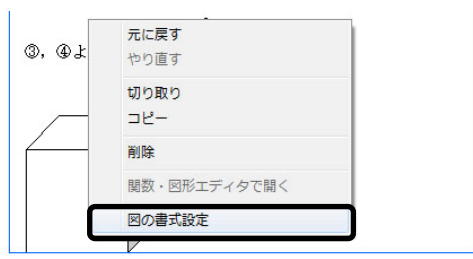 ③，④よ
元に戻す
やり直す
切り取り
コピー
削除
関数・図形エディタで開く
図の書式設定